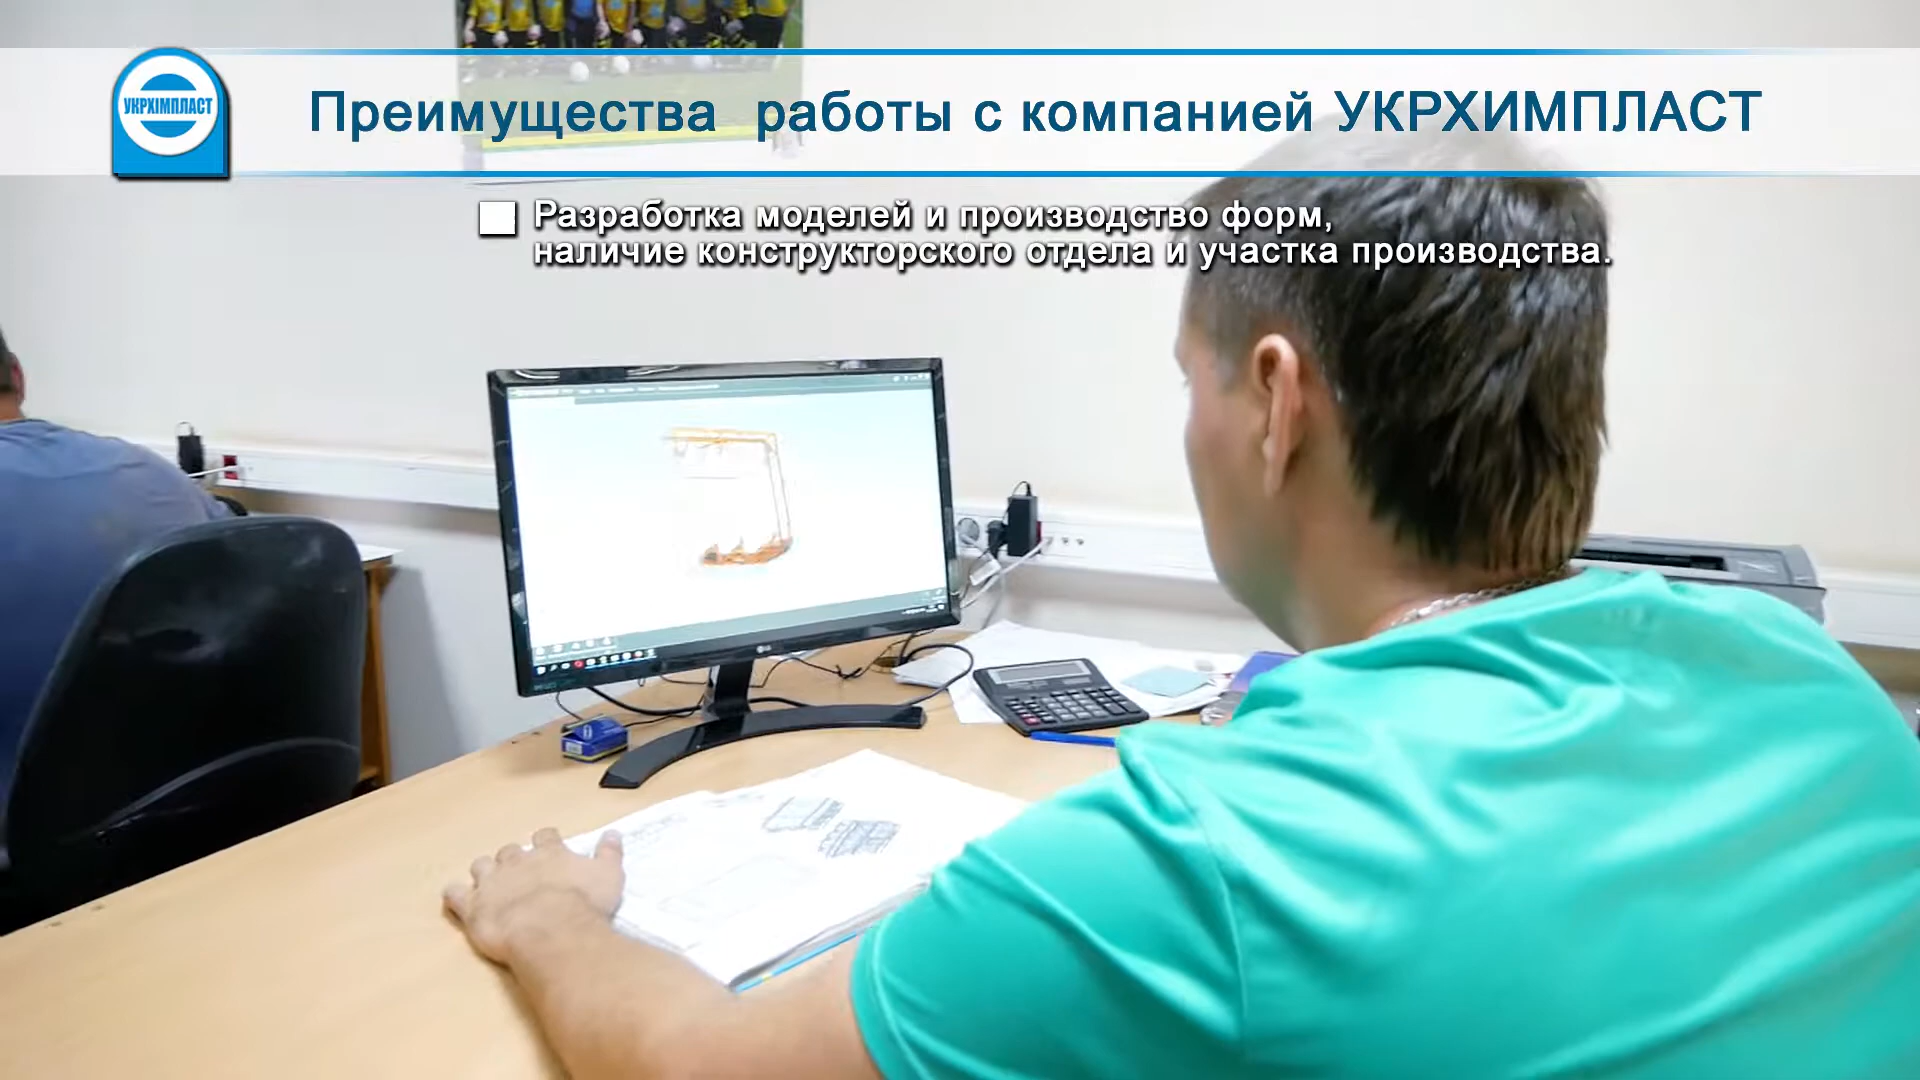 УКРХІМПЛАСТ
Преимущества работы с компанией УКРХИМПЛАСТ
Разработка моделей и производство форм,
наличие конструкторского отдела и участка производства.
LG